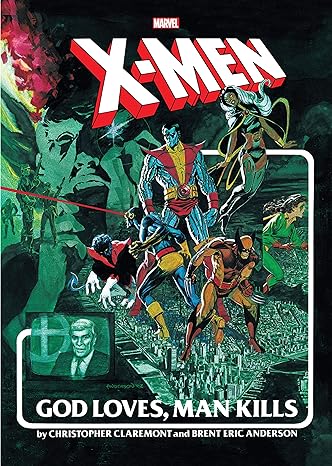 MARVEL
X-MEN
GOD LOVES, MAN KILLS
by CHRISTOPHER CLAREMONT and BRENT ERIC ANDERSON